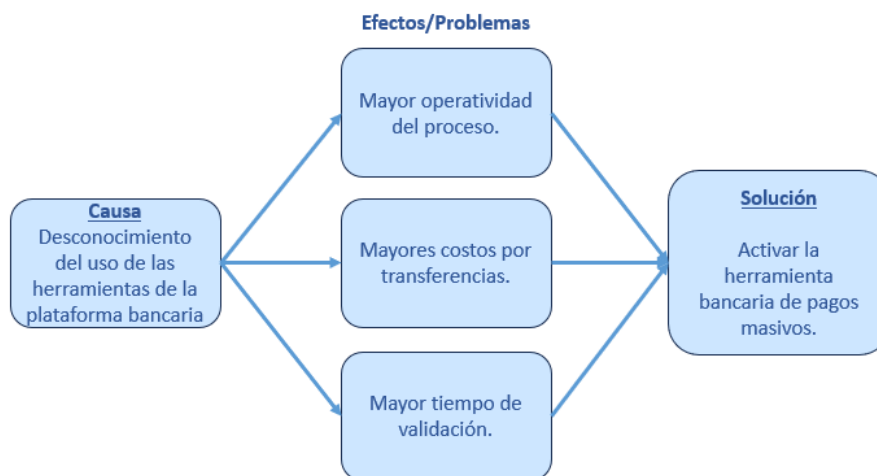 Efectos/Problemas
Mayor operatividad
del proceso.
Causa
Desconocimiento
del uso de las
herramientas de la
plataforma bancaria
Mayores costos por
transferencias.
Mayor tiempo de
validación.
Solución
Activar la
herramienta
bancaria de pagos
masivos.